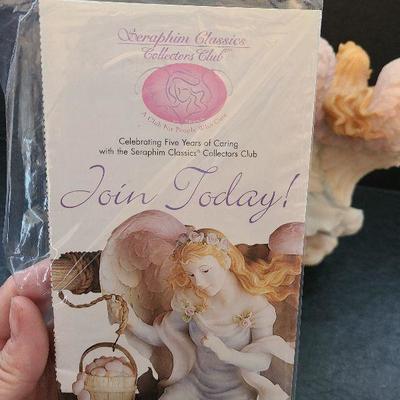 Seraphim Classics
Collectors Club
A Club For People Who Care
Celebrating Five Years of Caring
with the Seraphim Classics® Collectors Club
Join Today!